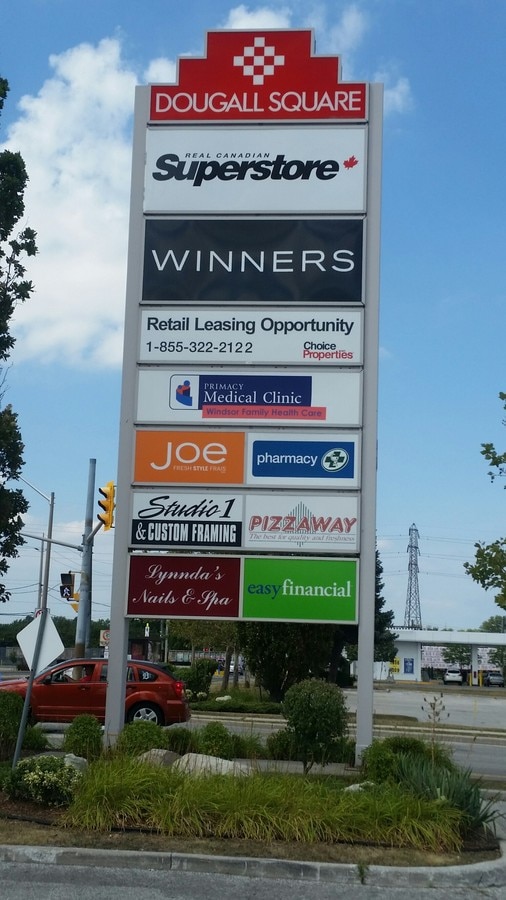 DOUGALL SQUARE
REAL CANADIAN
Superstore
WINNERS
Retail Leasing Opportunity
1-855-322-2122
Choice
Properties
PRIMACY
Medical Clinic
Windsor Family Health Care
JOE
FRESH STYLE FRAIS
pharmacy
Studio·1
& CUSTOM FRAMING
PIZZAWAY
The best for quality and freshness
Lynnda's
Nails & Spa
easyfinancial